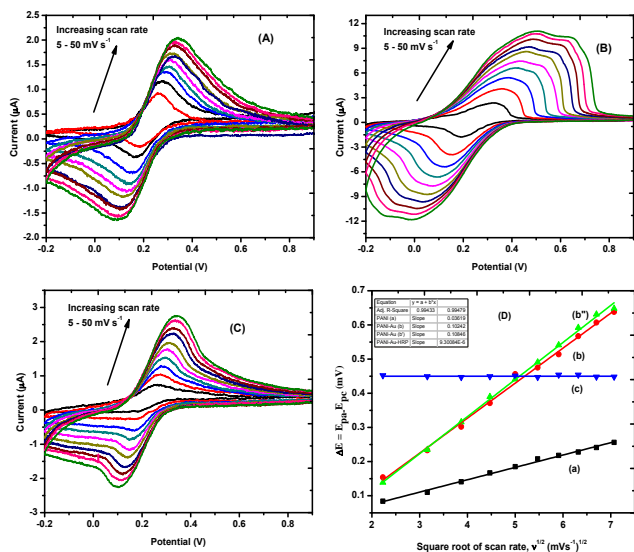 Increasing scan rate
5 - 50 mV s⁻¹
(A)
2.5
2.0
1.5
1.0
0.5
0.0
-0.5
-1.0
-1.5
-2.0
-2.5
Current (µA)
-0.2 0.0 0.2 0.4 0.6 0.8
Potential (V)
Increasing scan rate
5 - 50 mV s⁻¹
(B)
12
9
6
3
0
-3
-6
-9
-12
Current (µA)
-0.2 0.0 0.2 0.4 0.6 0.8
Potential (V)
Increasing scan rate
5 - 50 mV s⁻¹
(C)
3
2
1
0
-1
-2
-3
-4
Current (µA)
-0.2 0.0 0.2 0.4 0.6 0.8
Potential (V)
Equation y = a + b*x
Adj. R-Square 0.99433 0.99479
PANI (a) Slope 0.03619
PANI-Au (b) Slope 0.10242
PANI-Au (b') Slope 0.10846
PANI-Au-HRP Slope 9.30084E-6
(D)
(b")
(b)
(c)
(a)
0.7
0.6
0.5
0.4
0.3
0.2
0.1
ΔE = Epa-Epc (mV)
2 3 4 5 6 7
Square root of scan rate, ν^1/2 (mVs⁻¹)^1/2